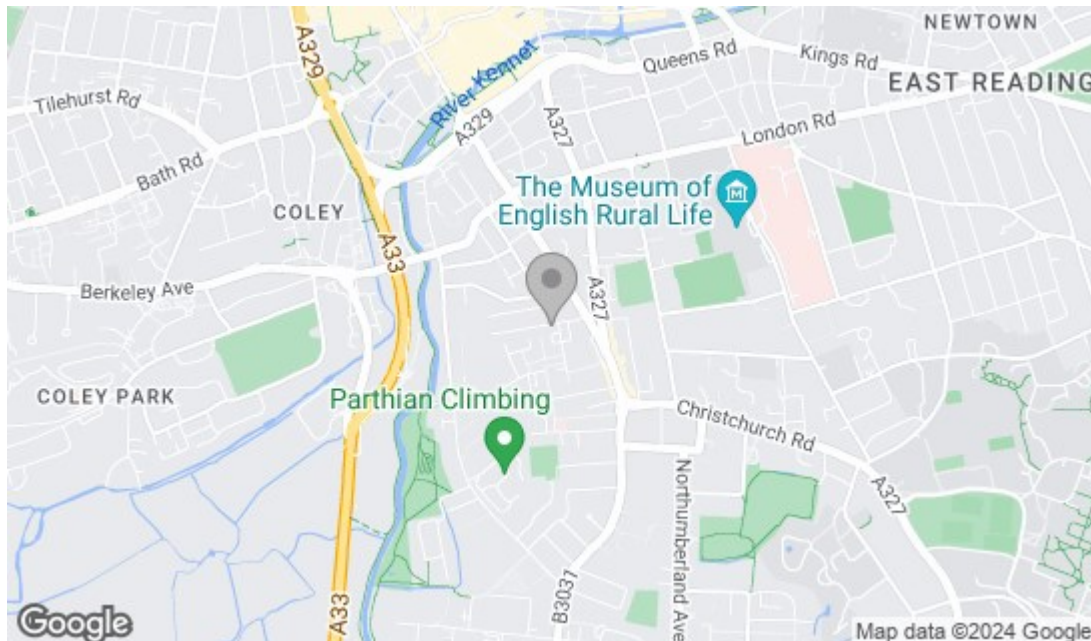 NEWTOWN
A329
River Kennet
Queens Rd
Kings Rd
EAST READING
Tilehurst Rd
A329
A327
London Rd
Bath Rd
The Museum of
English Rural Life
COLEY
A33
Berkeley Ave
A327
COLEY PARK
Parthian Climbing
Christchurch Rd
A327
Northumberland Ave
B3031
A33
Google
Map data ©2024 Google